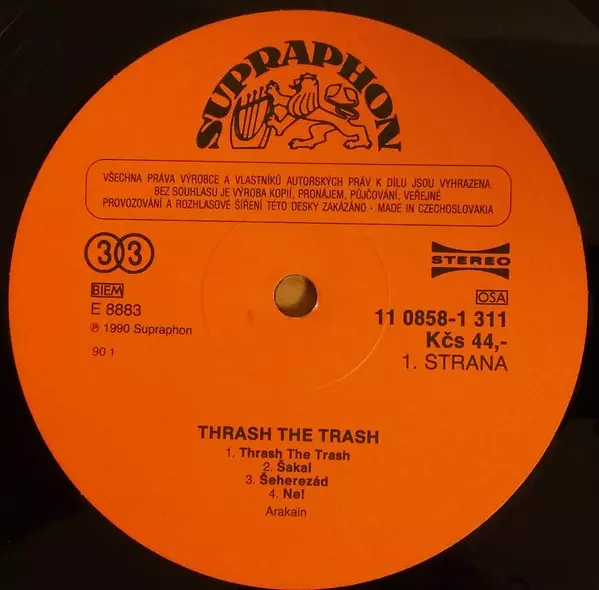 SUPRAPHON
VŠECHNA PRÁVA VÝROBCE A VLASTNÍKŮ AUTORSKÝCH PRÁV K DÍLU JSOU VYHRAZENA.
BEZ SOUHLASU JE VÝROBA KOPIÍ, PRONÁJEM, PŮJČOVÁNÍ, VEŘEJNÉ
PROVOZOVÁNÍ A ROZHLASOVÉ ŠÍŘENÍ TÉTO DESKY ZAKÁZÁNO - MADE IN CZECHOSLOVAKIA
33
STEREO
BIEM
OSA
E 8883
11 0858-1 311
℗ 1990 Supraphon
Kčs 44,-
90 1
1. STRANA
THRASH THE TRASH
1. Thrash The Trash
2. Šakal
3. Šeherezád
4. Ne!
Arakain